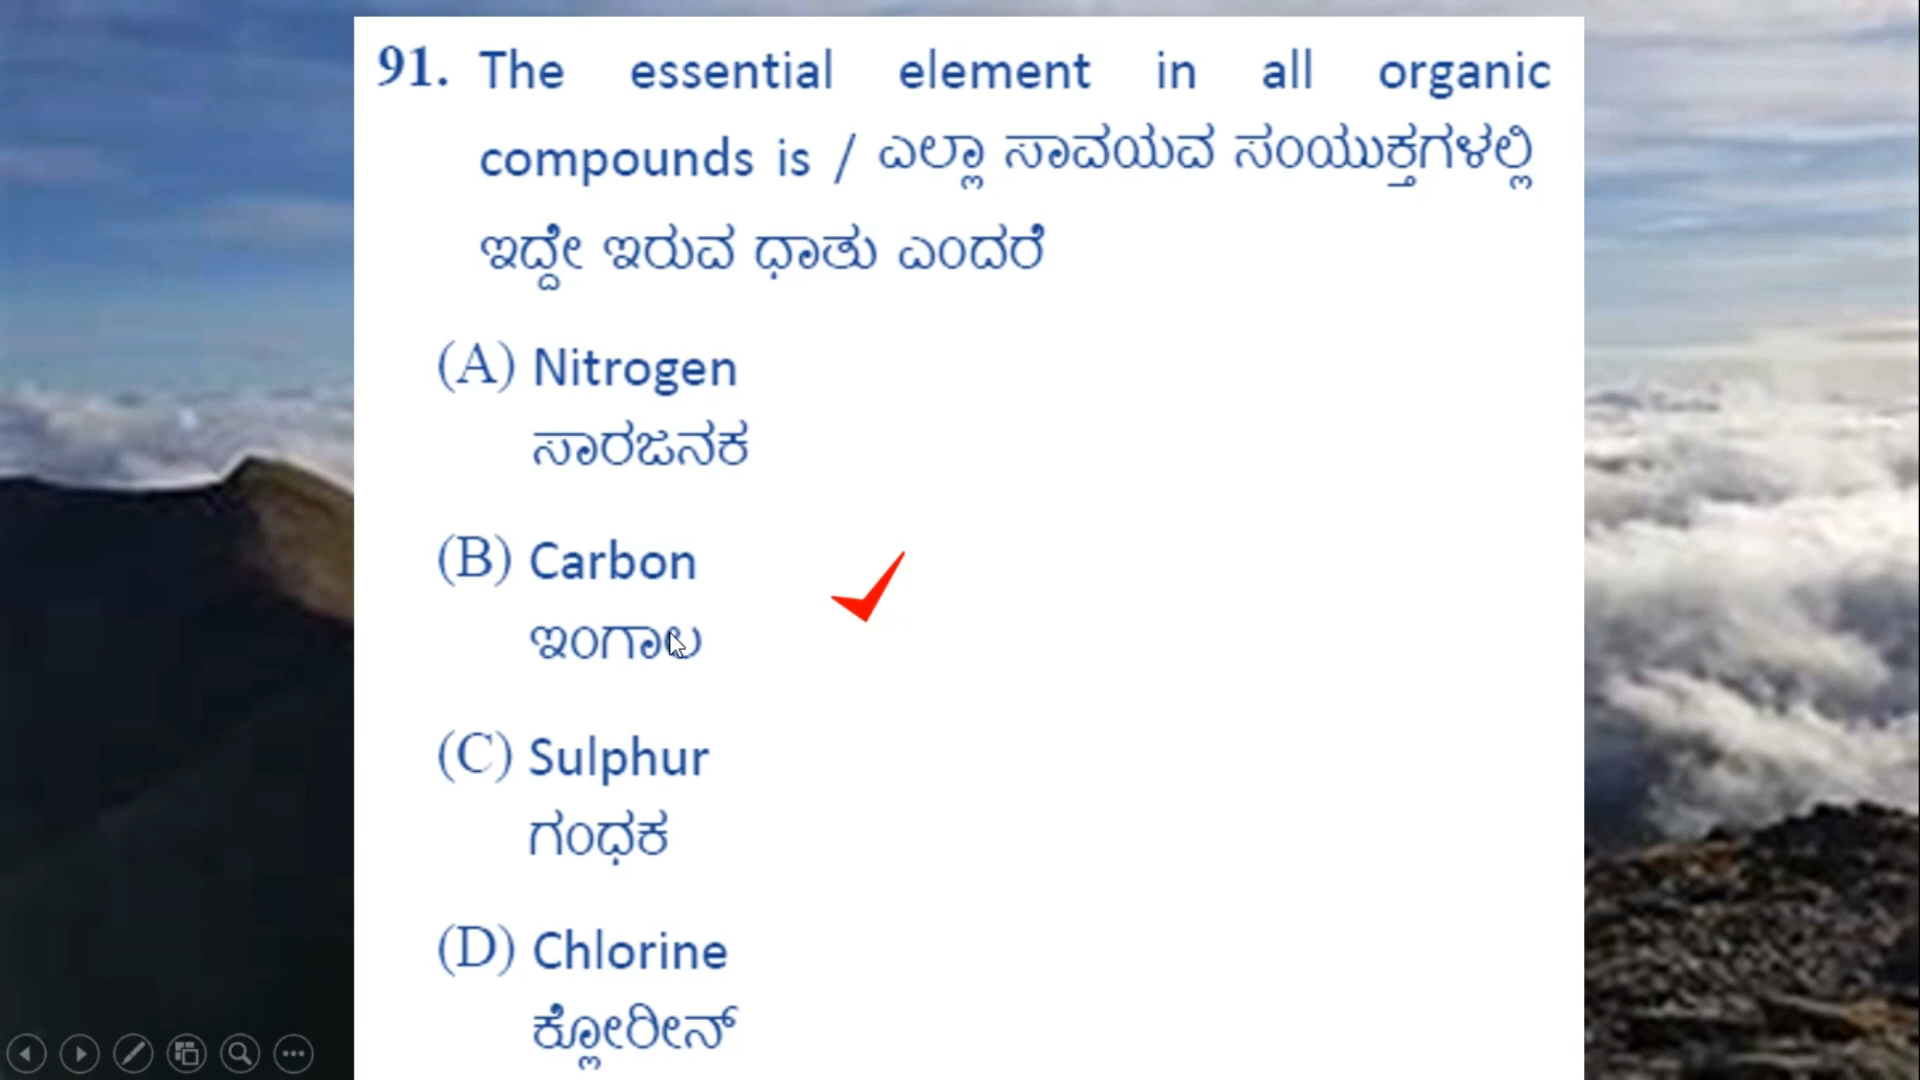 91. The essential element in all organic
compounds is / ಎಲ್ಲಾ ಸಾವಯವ ಸಂಯುಕ್ತಗಳಲ್ಲಿ
ಇದ್ದೇ ಇರುವ ಧಾತು ಎಂದರೆ
(A) Nitrogen
ಸಾರಜನಕ
(B) Carbon
ಇಂಗಾಲ
(C) Sulphur
ಗಂಧಕ
(D) Chlorine
ಕ್ಲೋರೀನ್